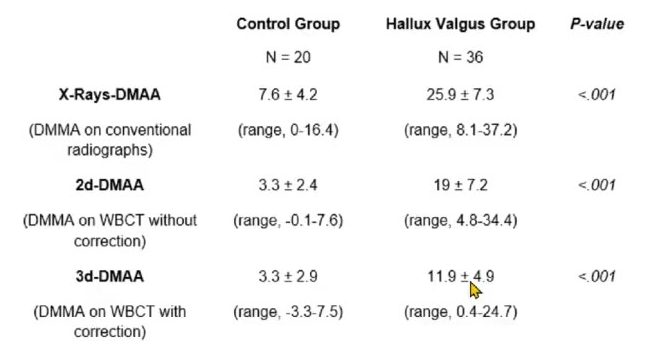 Control Group Hallux Valgus Group P-value
N = 20 N = 36
X-Rays-DMAA 7.6 ± 4.2 25.9 ± 7.3 <.001
(DMMA on conventional (range, 0-16.4) (range, 8.1-37.2)
radiographs)
2d-DMAA 3.3 ± 2.4 19 ± 7.2 <.001
(DMMA on WBCT without (range, -0.1-7.6) (range, 4.8-34.4)
correction)
3d-DMAA 3.3 ± 2.9 11.9 ± 4.9 <.001
(DMMA on WBCT with (range, -3.3-7.5) (range, 0.4-24.7)
correction)